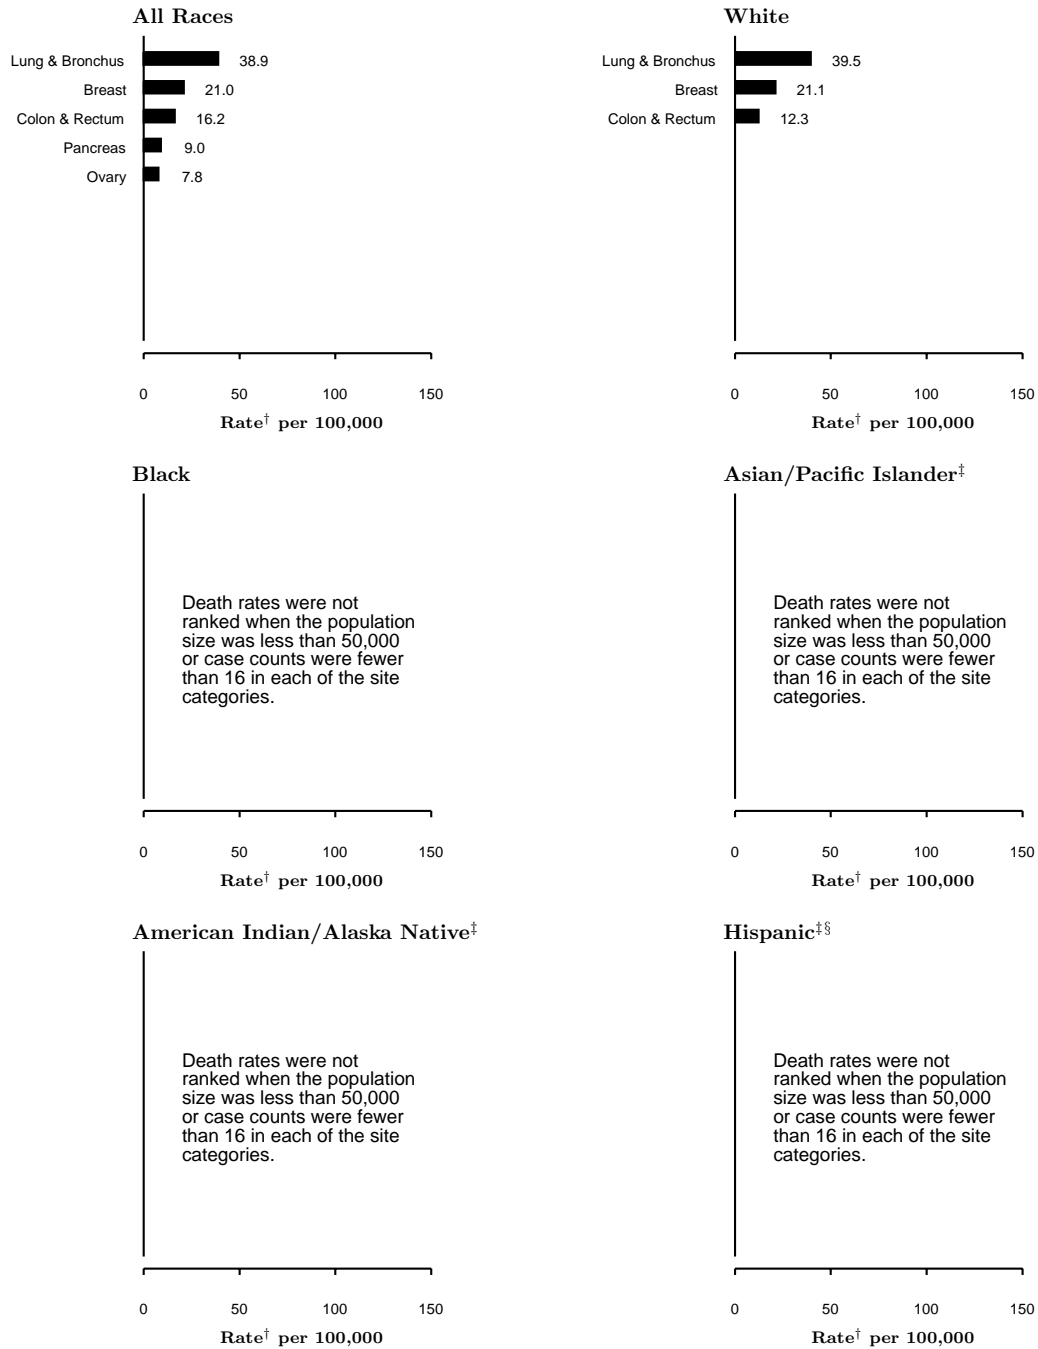 All Races
Lung & Bronchus 38.9
Breast 21.0
Colon & Rectum 16.2
Pancreas 9.0
Ovary 7.8
0 50 100 150
Rate† per 100,000
White
Lung & Bronchus 39.5
Breast 21.1
Colon & Rectum 12.3
0 50 100 150
Rate† per 100,000
Black
Death rates were not
ranked when the population
size was less than 50,000
or case counts were fewer
than 16 in each of the site
categories.
0 50 100 150
Rate† per 100,000
Asian/Pacific Islander‡
Death rates were not
ranked when the population
size was less than 50,000
or case counts were fewer
than 16 in each of the site
categories.
0 50 100 150
Rate† per 100,000
American Indian/Alaska Native‡
Death rates were not
ranked when the population
size was less than 50,000
or case counts were fewer
than 16 in each of the site
categories.
0 50 100 150
Rate† per 100,000
Hispanic‡§
Death rates were not
ranked when the population
size was less than 50,000
or case counts were fewer
than 16 in each of the site
categories.
0 50 100 150
Rate† per 100,000